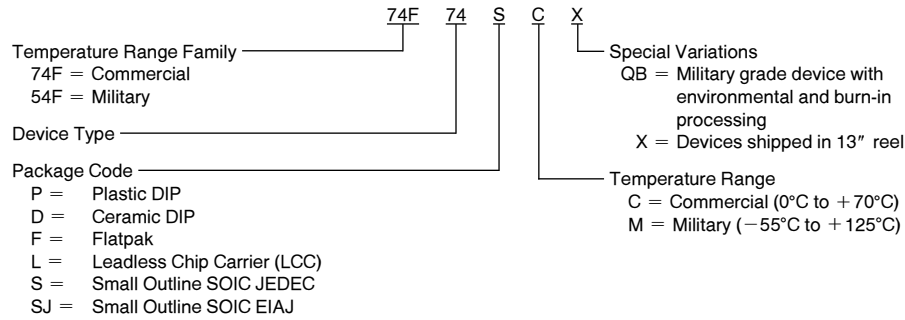 74F 74 S C X
Temperature Range Family
74F = Commercial
54F = Military
Device Type
Package Code
P = Plastic DIP
D = Ceramic DIP
F = Flatpak
L = Leadless Chip Carrier (LCC)
S = Small Outline SOIC JEDEC
SJ = Small Outline SOIC EIAJ
Special Variations
QB = Military grade device with
environmental and burn-in
processing
X = Devices shipped in 13″ reel
Temperature Range
C = Commercial (0°C to +70°C)
M = Military (−55°C to +125°C)